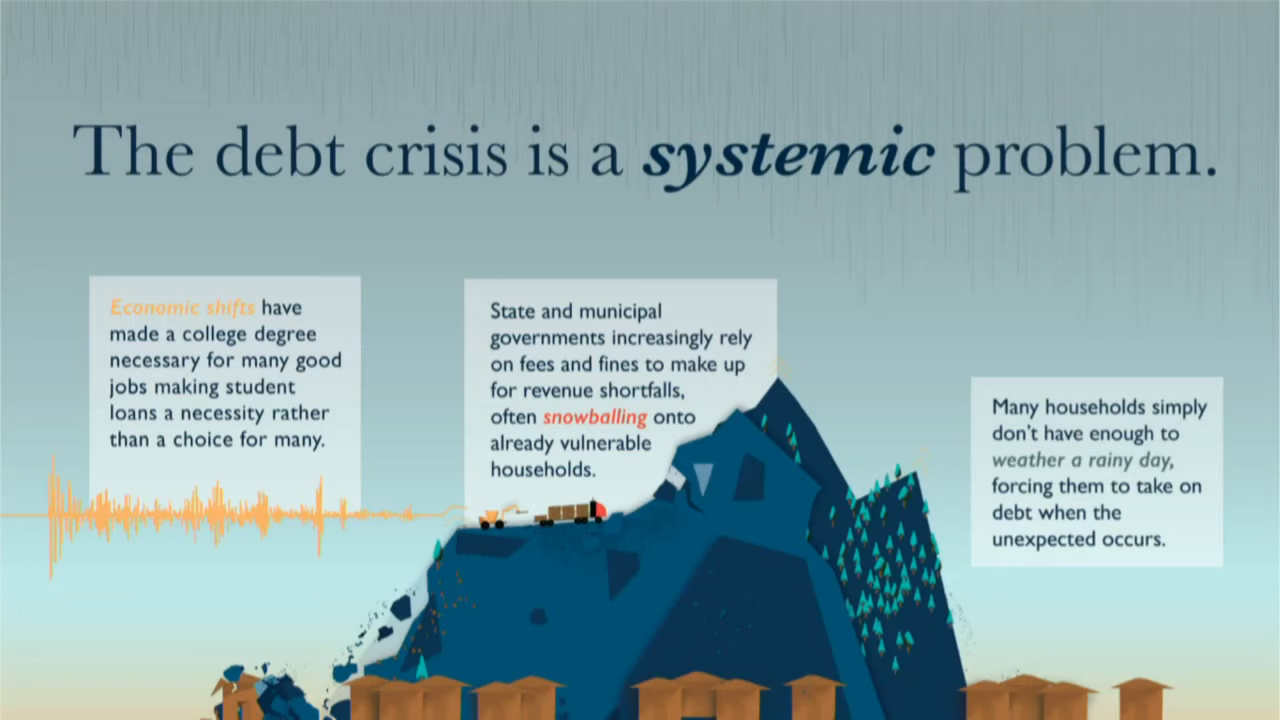 The debt crisis is a systemic problem.
Economic shifts have
made a college degree
necessary for many good
jobs making student
loans a necessity rather
than a choice for many.
State and municipal
governments increasingly rely
on fees and fines to make up
for revenue shortfalls,
often snowballing onto
already vulnerable
households.
Many households simply
don't have enough to
weather a rainy day,
forcing them to take on
debt when the
unexpected occurs.